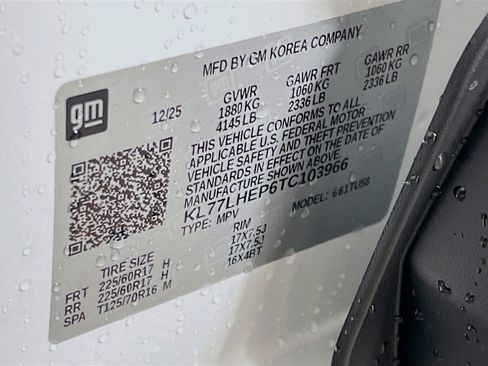 MFD BY GM KOREA COMPANY
gm
12/25
GVWR
1880 KG
4145 LB
GAWR FRT
1060 KG
2336 LB
GAWR RR
1060 KG
2336 LB
THIS VEHICLE CONFORMS TO ALL
APPLICABLE U.S. FEDERAL MOTOR
VEHICLE SAFETY AND THEFT PREVENTION
STANDARDS IN EFFECT ON THE DATE OF
MANUFACTURE SHOWN ABOVE.
KL77LHEP6TC103966
TYPE: MPV
MODEL: 661TU58
TIRE SIZE
RIM
FRT 225/60R17 H 17X7.5J
RR 225/60R17 H 17X7.5J
SPA T125/70R16 M 16X4BT